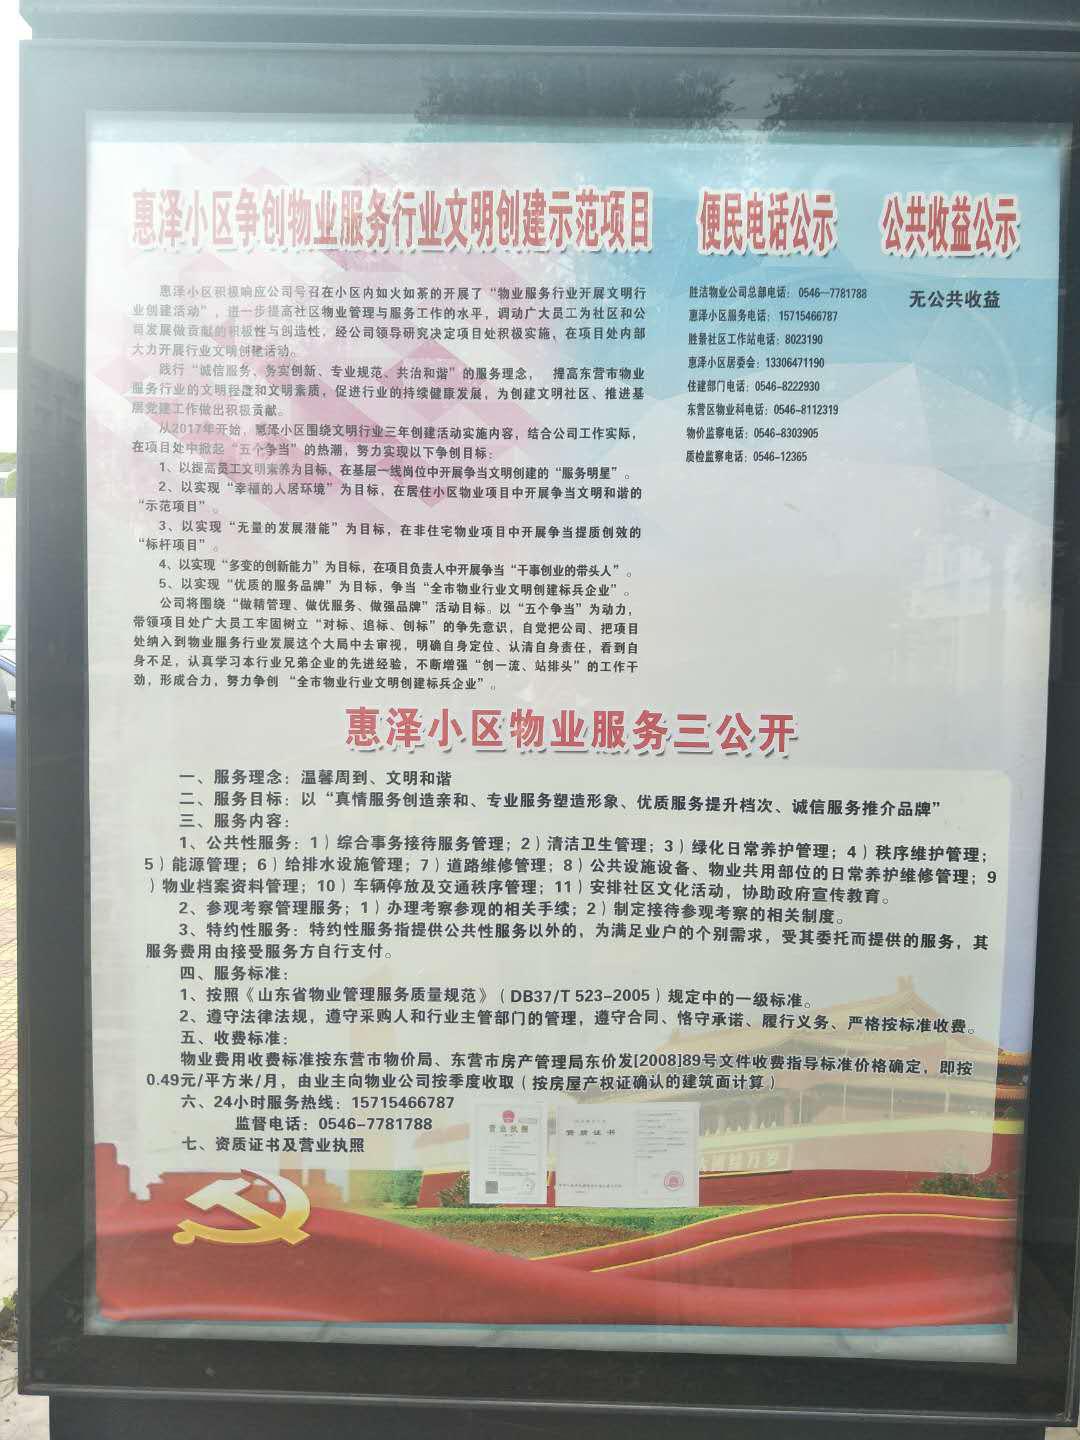 惠泽小区争创物业服务行业文明创建示范项目
惠泽小区积极响应公司号召在小区内如火如荼的开展了“物业服务行业开展文明行
业创建活动”，进一步提高社区物业管理与服务工作的水平，调动广大员工为社区和公
司发展做贡献的积极性与创造性，经公司领导研究决定项目处积极实施，在项目处内部
大力开展行业文明创建活动。
践行“诚信服务、务实创新、专业规范、共治和谐”的服务理念， 提高东营市物业
服务行业的文明程度和文明素质，促进行业的持续健康发展，为创建文明社区、推进基
层党建工作做出积极贡献。
从2017年开始，惠泽小区围绕文明行业三年创建活动实施内容，结合公司工作实际，
在项目处中掀起“五个争当”的热潮，努力实现以下争创目标：
1、以提高员工文明素养为目标，在基层一线岗位中开展争当文明创建的“服务明星”。
2、以实现“幸福的人居环境”为目标，在居住小区物业项目中开展争当文明和谐的
“示范项目”。
3、以实现“无量的发展潜能”为目标，在非住宅物业项目中开展争当提质创效的
“标杆项目”。
4、以实现“多变的创新能力”为目标，在项目负责人中开展争当“干事创业的带头人”。
5、以实现“优质的服务品牌”为目标，争当“全市物业行业文明创建标兵企业”。
公司将围绕“做精管理、做优服务、做强品牌”活动目标。以“五个争当”为动力，
带领项目处广大员工牢固树立“对标、追标、创标”的争先意识，自觉把公司、把项目
处纳入到物业服务行业发展这个大局中去审视，明确自身定位、认清自身责任，看到自
身不足，认真学习本行业兄弟企业的先进经验，不断增强“创一流、站排头”的工作干
劲，形成合力，努力争创 “全市物业行业文明创建标兵企业”。
便民电话公示
胜洁物业公司总部电话：0546—7781788
惠泽小区服务电话：15715466787
胜景社区工作站电话：8023190
惠泽小区居委会：13306471190
住建部门电话：0546-8222930
东营区物业科电话：0546-8112319
物价监察电话：0546-8303905
质检监察电话：0546-12365
公共收益公示
无公共收益
惠泽小区物业服务三公开
一、服务理念：温馨周到、文明和谐
二、服务目标：以“真情服务创造亲和、专业服务塑造形象、优质服务提升档次、诚信服务推介品牌”
三、服务内容：
1、公共性服务：1）综合事务接待服务管理；2）清洁卫生管理；3）绿化日常养护管理；4）秩序维护管理；
5）能源管理；6）给排水设施管理；7）道路维修管理；8）公共设施设备、物业共用部位的日常养护维修管理；9
）物业档案资料管理；10）车辆停放及交通秩序管理；11）安排社区文化活动，协助政府宣传教育。
2、参观考察管理服务；1）办理考察参观的相关手续；2）制定接待参观考察的相关制度。
3、特约性服务：特约性服务指提供公共性服务以外的，为满足业户的个别需求，受其委托而提供的服务，其
服务费用由接受服务方自行支付。
四、服务标准：
1、按照《山东省物业管理服务质量规范》（DB37/T 523-2005）规定中的一级标准。
2、遵守法律法规，遵守采购人和行业主管部门的管理，遵守合同、恪守承诺、履行义务、严格按标准收费。
五、收费标准：
物业费用收费标准按东营市物价局、东营市房产管理局东价发[2008]89号文件收费指导标准价格确定，即按
0.49元/平方米/月，由业主向物业公司按季度收取（按房屋产权证确认的建筑面计算）
六、24小时服务热线：15715466787
监督电话：0546-7781788
七、资质证书及营业执照
营业执照
资质证书